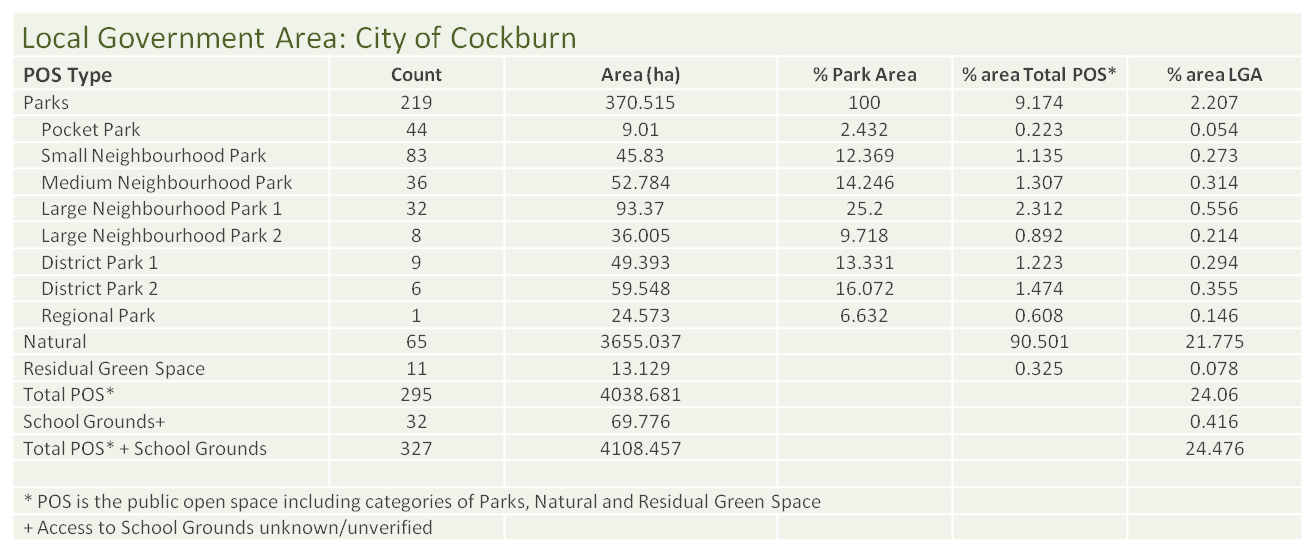 Local Government Area: City of Cockburn
POS Type Count Area (ha) % Park Area % area Total POS* % area LGA
Parks 219 370.515 100 9.174 2.207
Pocket Park 44 9.01 2.432 0.223 0.054
Small Neighbourhood Park 83 45.83 12.369 1.135 0.273
Medium Neighbourhood Park 36 52.784 14.246 1.307 0.314
Large Neighbourhood Park 1 32 93.37 25.2 2.312 0.556
Large Neighbourhood Park 2 8 36.005 9.718 0.892 0.214
District Park 1 9 49.393 13.331 1.223 0.294
District Park 2 6 59.548 16.072 1.474 0.355
Regional Park 1 24.573 6.632 0.608 0.146
Natural 65 3655.037 90.501 21.775
Residual Green Space 11 13.129 0.325 0.078
Total POS* 295 4038.681 24.06
School Grounds+ 32 69.776 0.416
Total POS* + School Grounds 327 4108.457 24.476
* POS is the public open space including categories of Parks, Natural and Residual Green Space
+ Access to School Grounds unknown/unverified